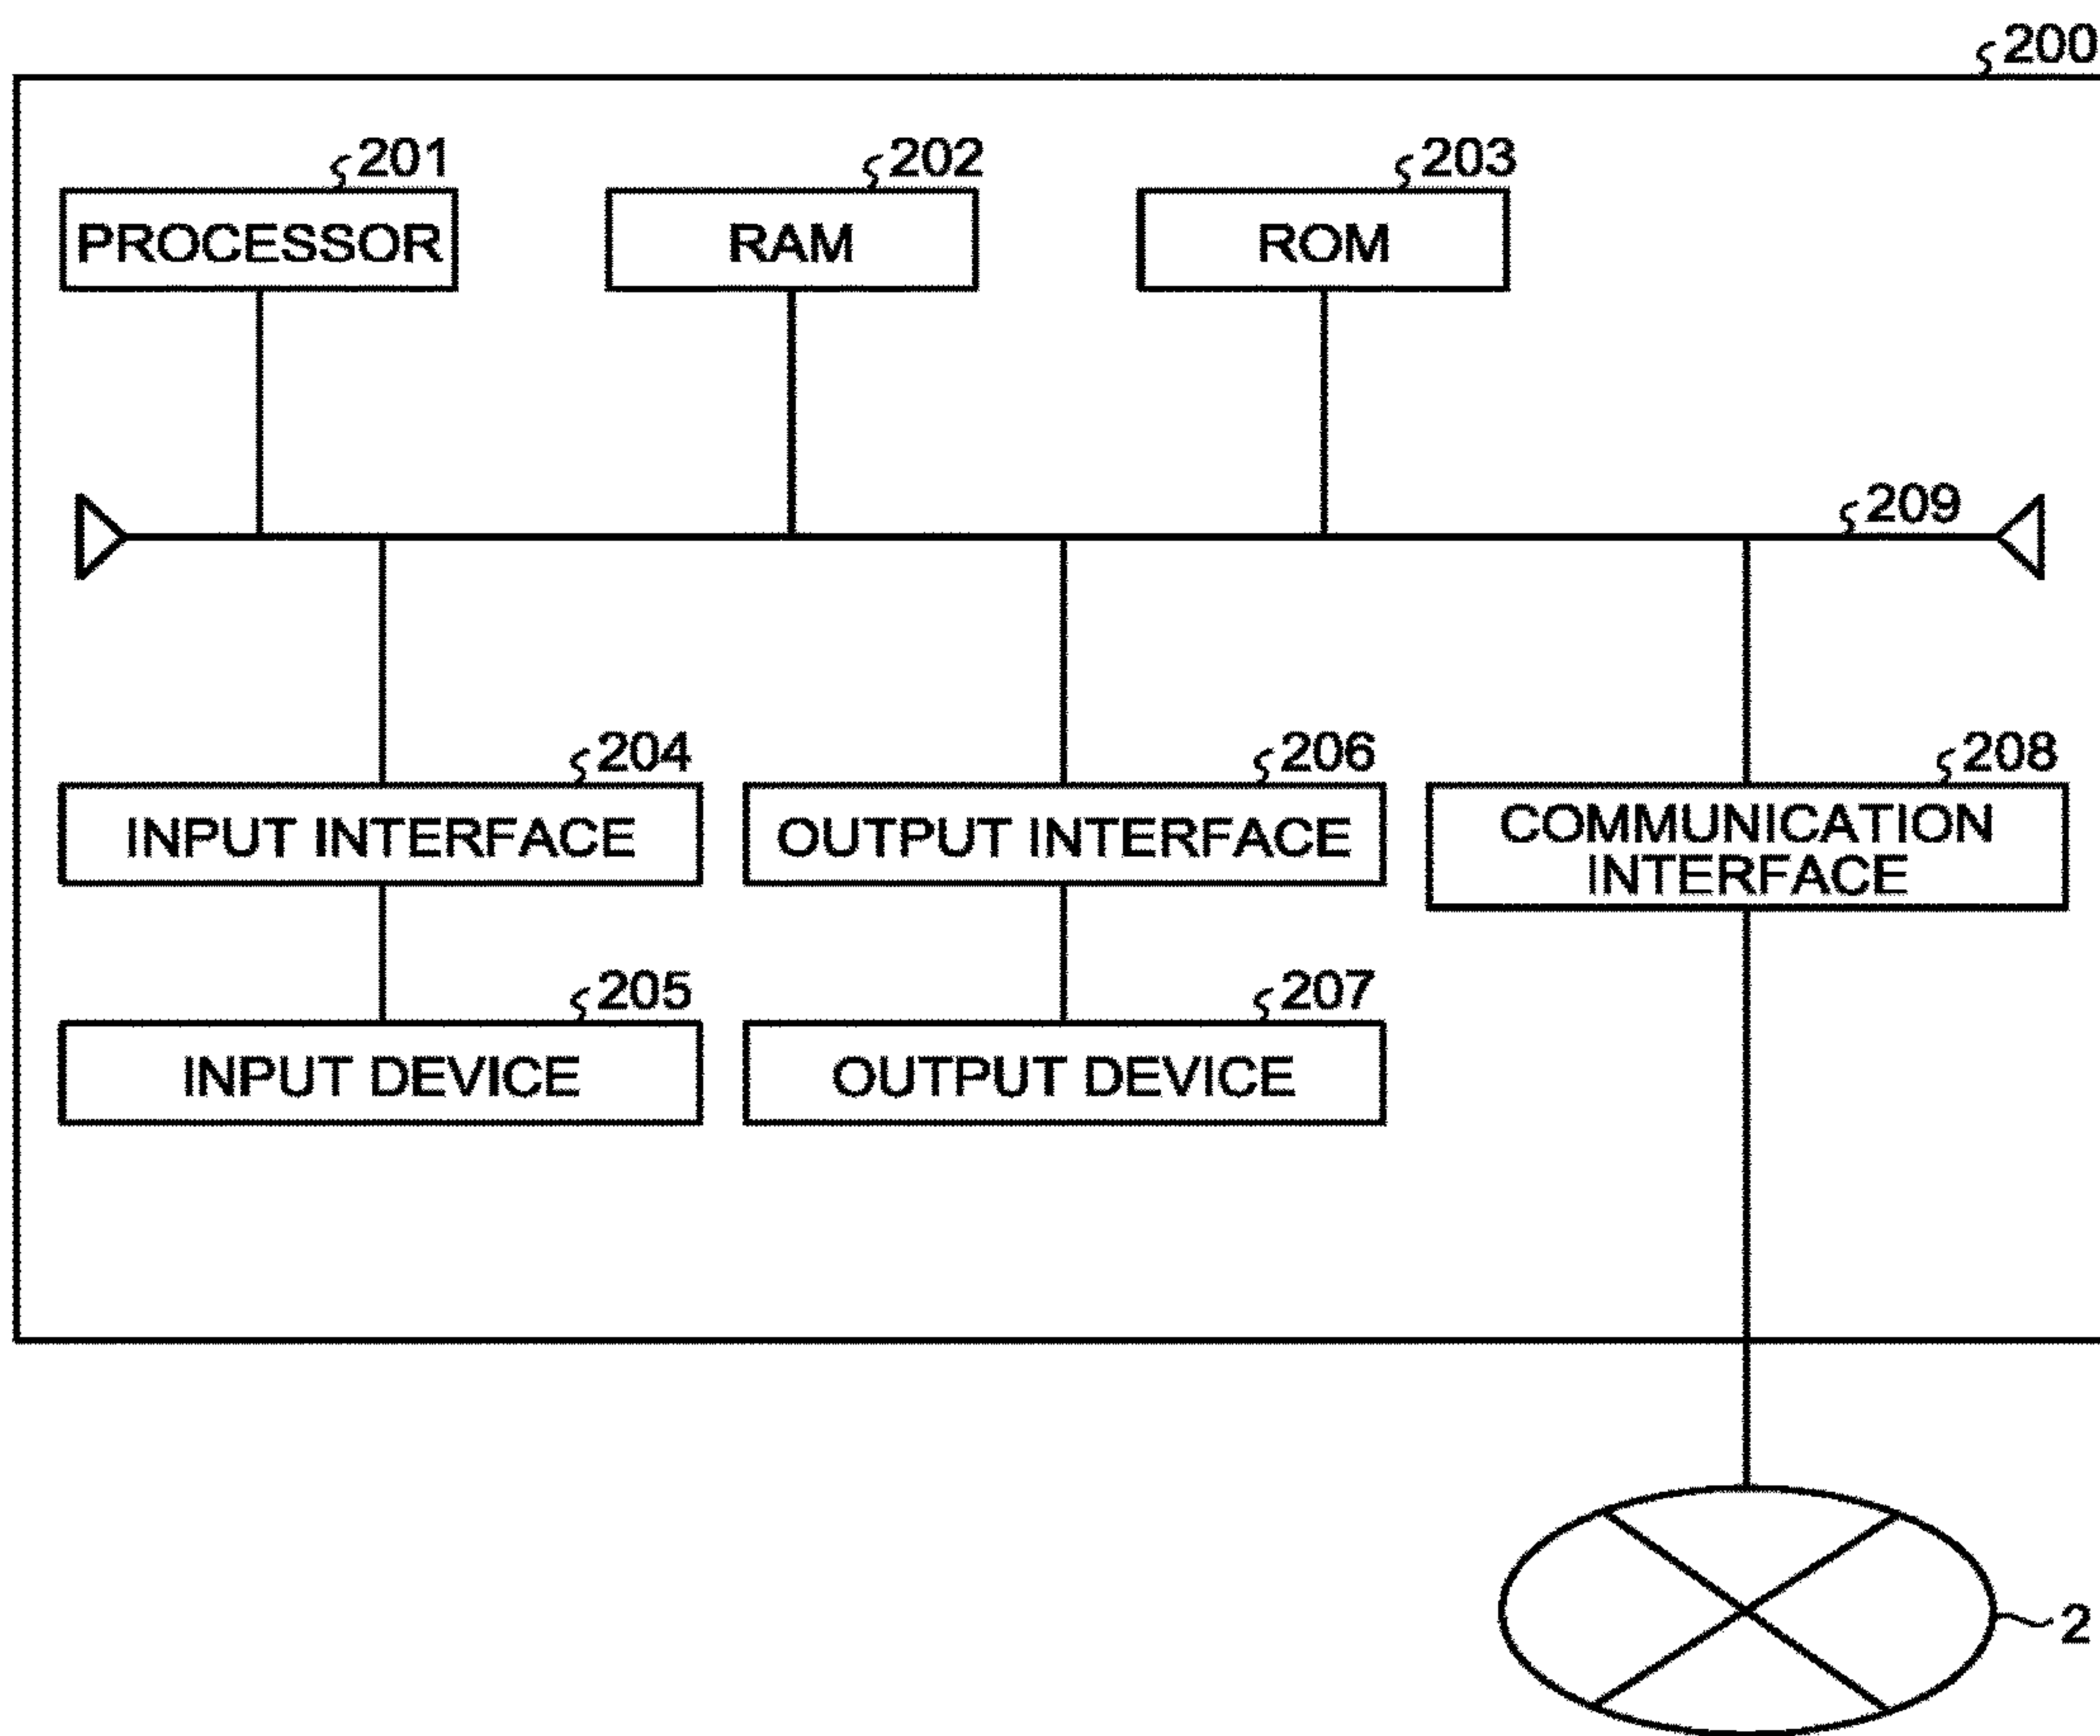 200
201
202
203
PROCESSOR
RAM
ROM
209
204
206
208
INPUT INTERFACE
OUTPUT INTERFACE
COMMUNICATION
INTERFACE
205
207
INPUT DEVICE
OUTPUT DEVICE
2